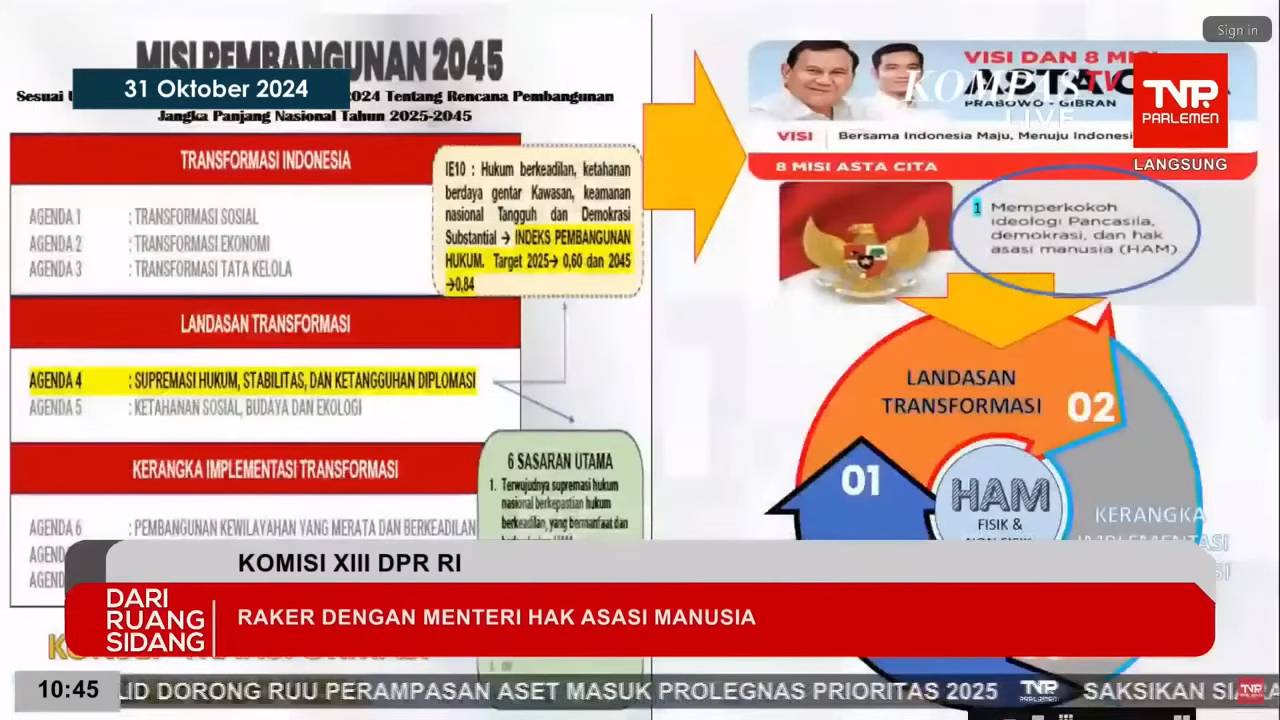 MISI PEMBANGUNAN 2045
31 Oktober 2024
Sesuai 2024 Tentang Rencana Pembangunan
Jangka Panjang Nasional Tahun 2025-2045
TRANSFORMASI INDONESIA
AGENDA 1 : TRANSFORMASI SOSIAL
AGENDA 2 : TRANSFORMASI EKONOMI
AGENDA 3 : TRANSFORMASI TATA KELOLA
IE10 : Hukum berkeadilan, ketahanan
berdaya gentar Kawasan, keamanan
nasional Tangguh dan Demokrasi
Substantial → INDEKS PEMBANGUNAN
HUKUM. Target 2025→ 0,60 dan 2045
→0,84
LANDASAN TRANSFORMASI
AGENDA 4 : SUPREMASI HUKUM, STABILITAS, DAN KETANGGUHAN DIPLOMASI
AGENDA 5 : KETAHANAN SOSIAL, BUDAYA DAN EKOLOGI
KERANGKA IMPLEMENTASI TRANSFORMASI
AGENDA 6 : PEMBANGUNAN KEWILAYAHAN YANG MERATA DAN BERKEADILAN
6 SASARAN UTAMA
1. Terwujudnya supremasi hukum
nasional berkepastian hukum
berkeadilan, yang bermanfaat dan
Sign in
VISI DAN 8 MISI
KOMPAS TV
LIVE
PRABOWO - GIBRAN
TVP
PARLEMEN
LANGSUNG
VISI Bersama Indonesia Maju, Menuju
8 MISI ASTA CITA
1 Memperkokoh
ideologi Pancasila,
demokrasi, dan hak
asasi manusia (HAM).
LANDASAN
TRANSFORMASI
02
01
HAM
FISIK &
KERANGKA
KOMISI XIII DPR RI
DARI
RUANG
SIDANG
RAKER DENGAN MENTERI HAK ASASI MANUSIA
10:45
DORONG RUU PERAMPASAN ASET MASUK PROLEGNAS PRIORITAS 2025 TVP PARLEMEN SAKSIKAN